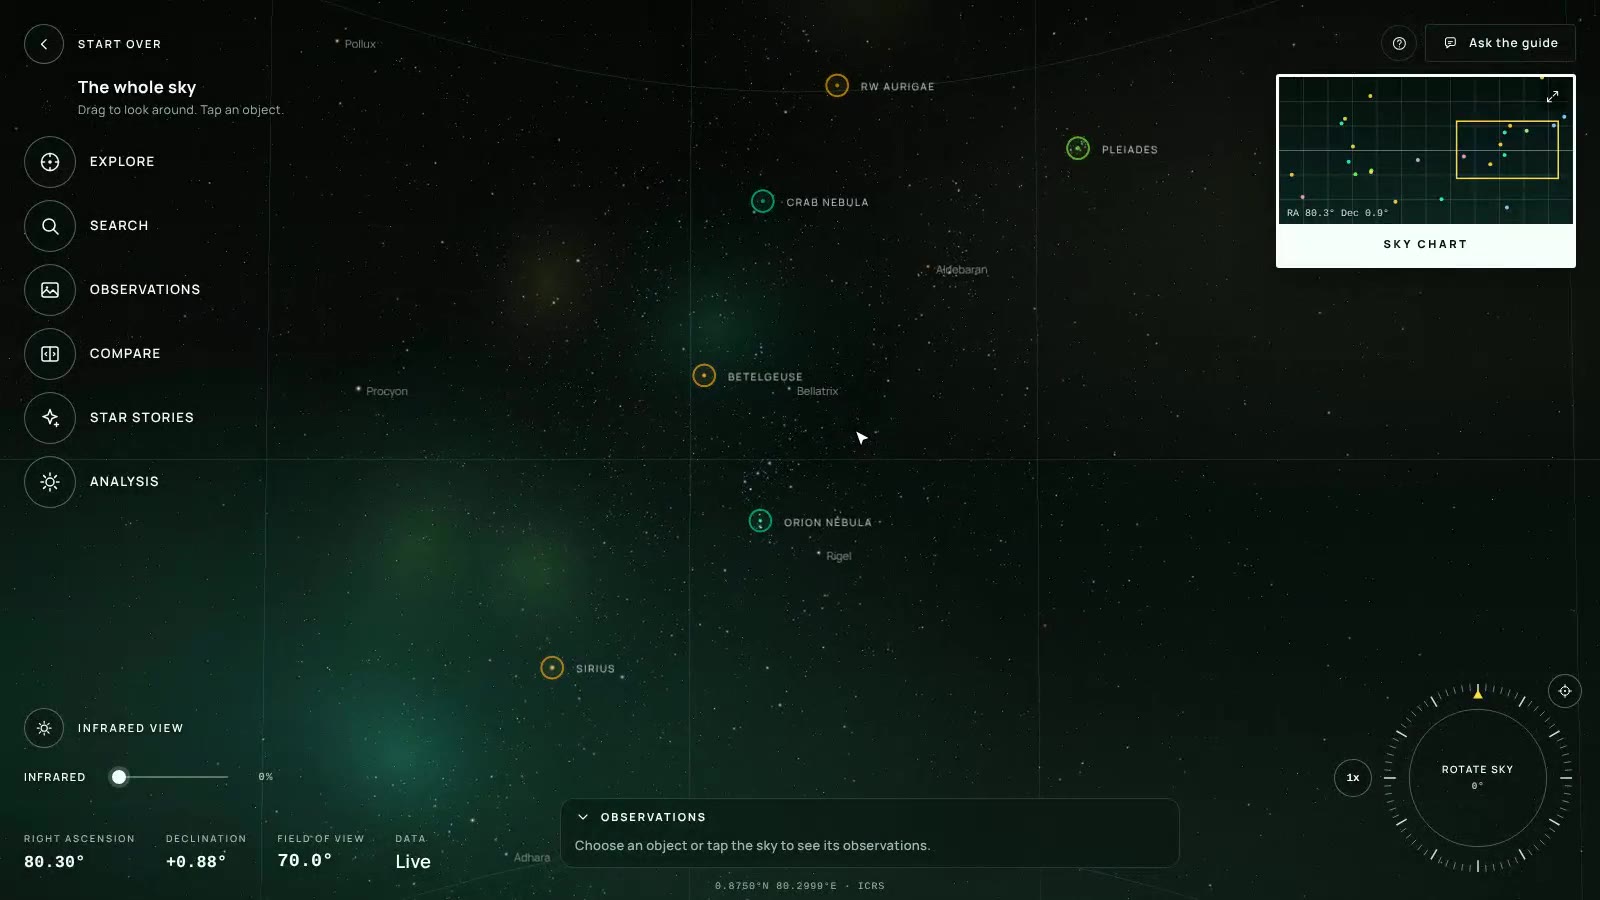 START OVER
The whole sky
Drag to look around. Tap an object.
EXPLORE
SEARCH
OBSERVATIONS
COMPARE
STAR STORIES
ANALYSIS
Pollux
RW AURIGAE
PLEIADES
CRAB NEBULA
Aldebaran
BETELGEUSE
Bellatrix
Procyon
ORION NEBULA
Rigel
SIRIUS
Adhara
Ask the guide
RA 80.3° Dec 0.9°
SKY CHART
INFRARED VIEW
INFRARED 0%
RIGHT ASCENSION DECLINATION FIELD OF VIEW DATA
80.30° +0.88° 70.0° Live
OBSERVATIONS
Choose an object or tap the sky to see its observations.
0.8750°N 80.2999°E · ICRS
1x
ROTATE SKY
0°